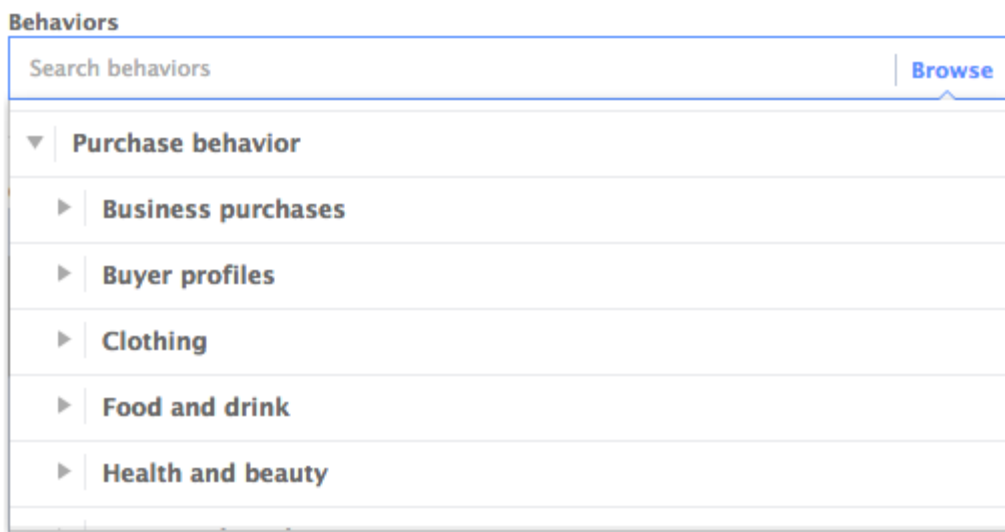 Behaviors
Search behaviors Browse
Purchase behavior
Business purchases
Buyer profiles
Clothing
Food and drink
Health and beauty